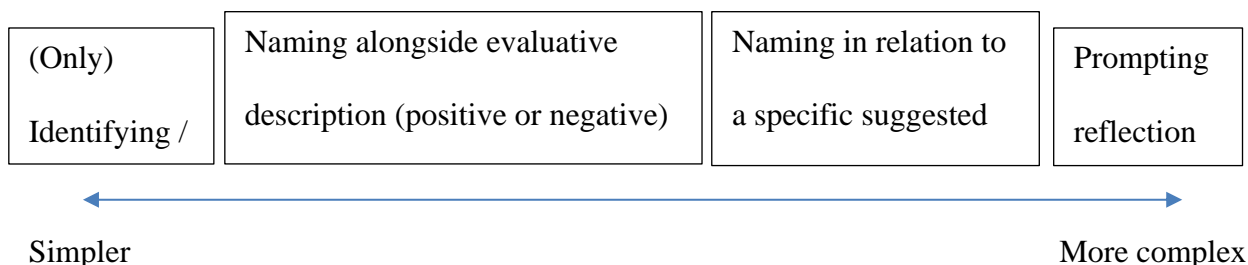 (Only)
Identifying /
Naming alongside evaluative
description (positive or negative)
Naming in relation to
a specific suggested
Prompting
reflection
Simpler
More complex